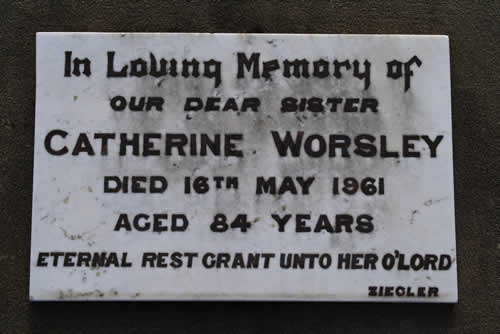 In Loving Memory of
OUR DEAR SISTER
CATHERINE WORSLEY
DIED 16TH MAY 1961
AGED 84 YEARS
ETERNAL REST GRANT UNTO HER O'LORD
ZIEGLER